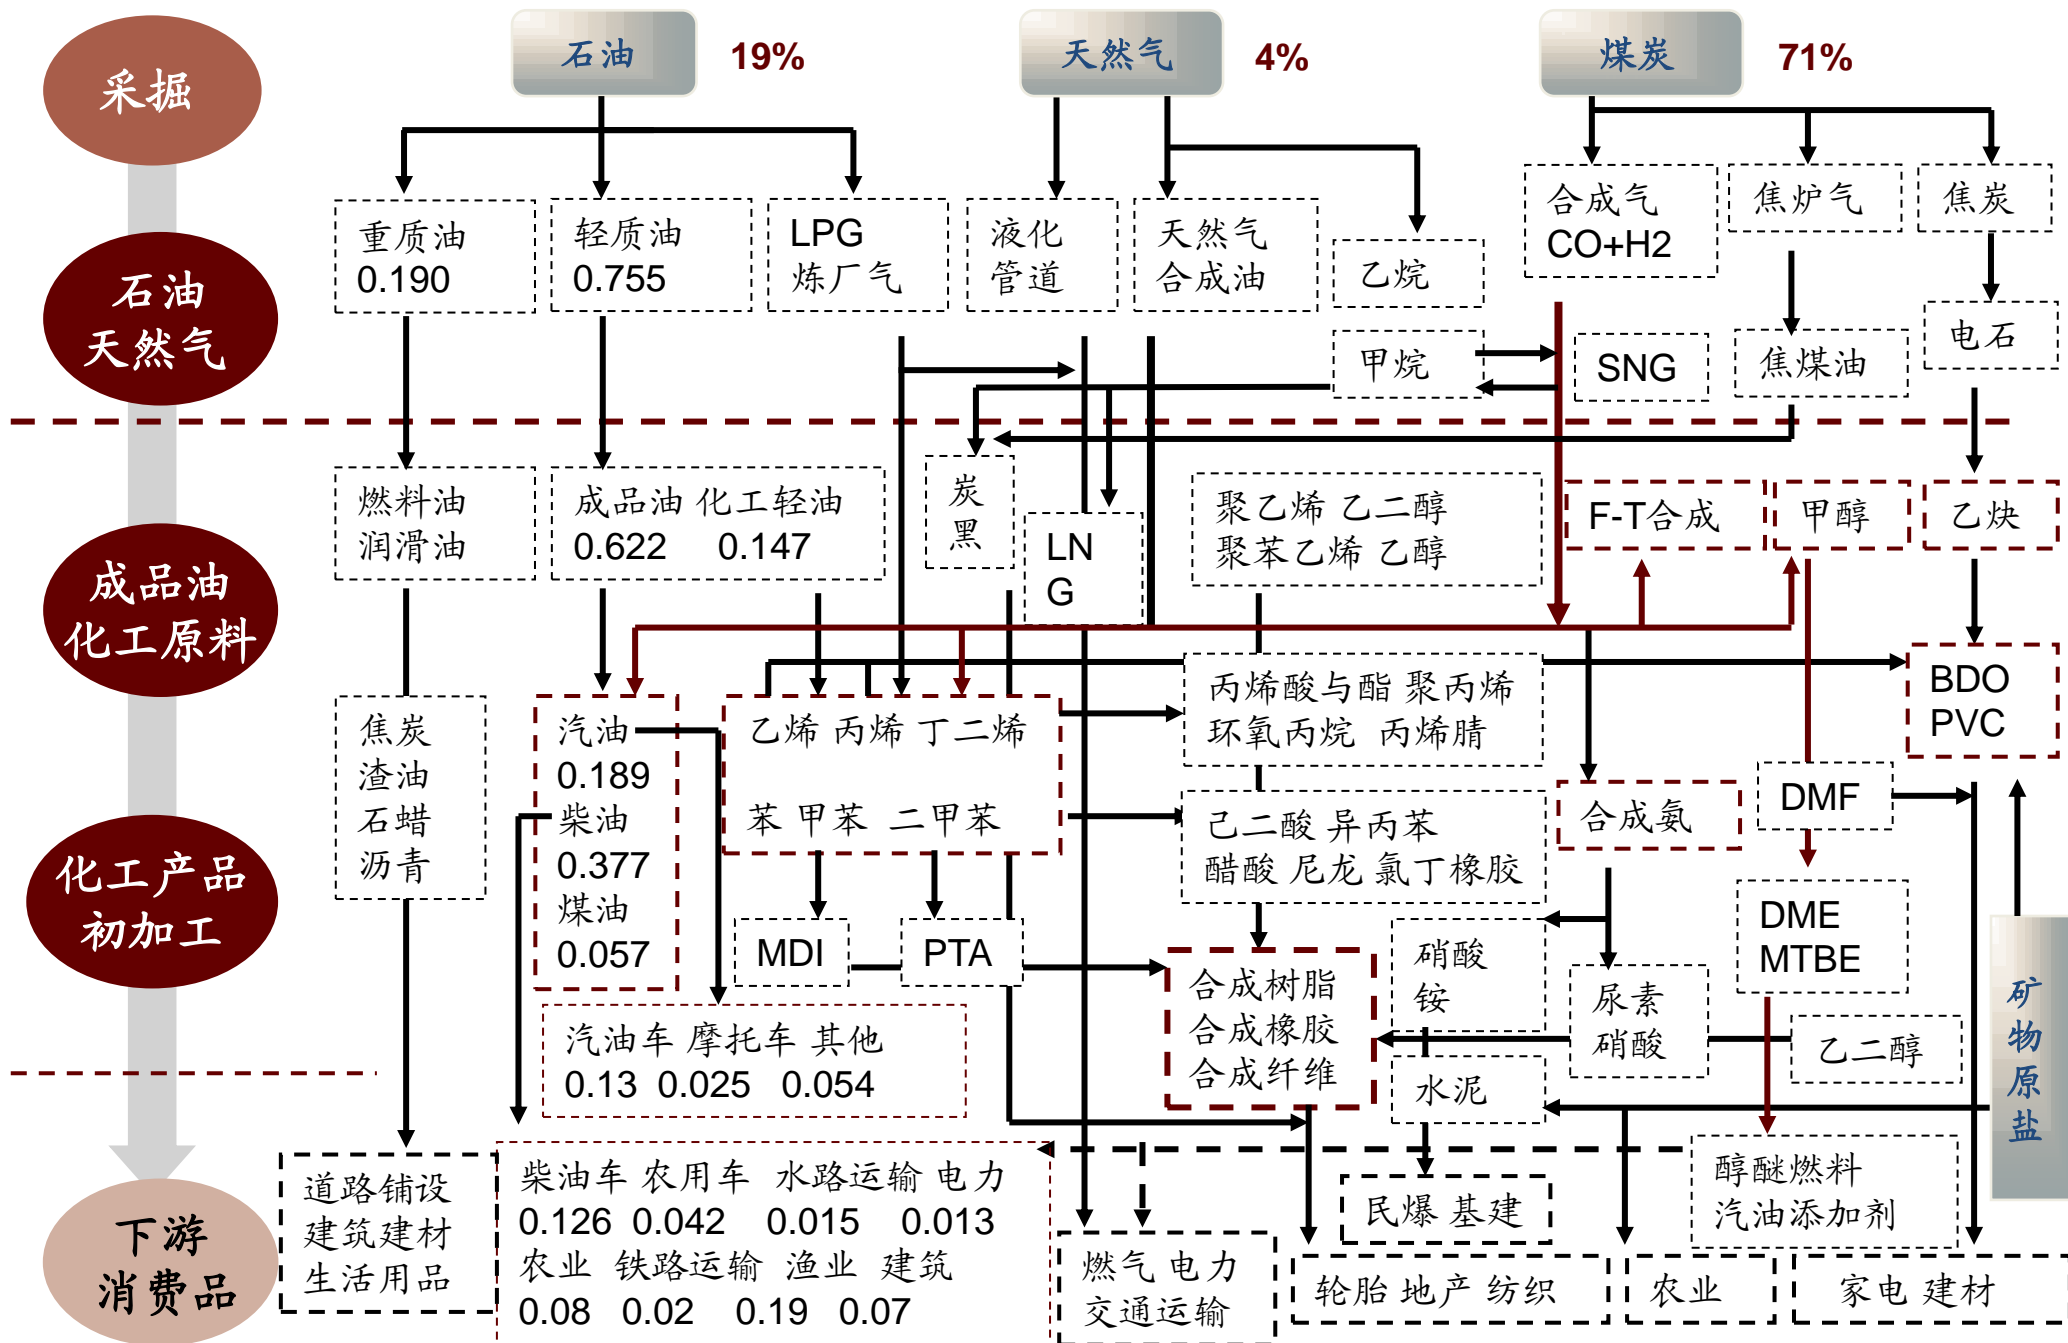 采掘
石油
19%
天然气
4%
煤炭
71%
重质油
0.190
轻质油
0.755
LPG
炼厂气
液化
管道
天然气
合成油
乙烷
合成气
CO+H2
焦炉气
焦炭
石油
天然气
甲烷
SNG
焦煤油
电石
成品油
化工原料
燃料油
润滑油
成品油 化工轻油
0.622 0.147
炭
黑
LN
G
聚乙烯 乙二醇
聚苯乙烯 乙醇
F-T合成
甲醇
乙炔
焦炭
渣油
石蜡
沥青
汽油
0.189
柴油
0.377
煤油
0.057
乙烯 丙烯 丁二烯
苯 甲苯 二甲苯
丙烯酸与酯 聚丙烯
环氧丙烷 丙烯腈
BDO
PVC
己二酸 异丙苯
醋酸 尼龙 氯丁橡胶
合成氨
DMF
化工产品
初加工
MDI
PTA
合成树脂
合成橡胶
合成纤维
硝酸
铵
尿素
硝酸
DME
MTBE
乙二醇
矿
物
原
盐
汽油车 摩托车 其他
0.13 0.025 0.054
水泥
下游
消费品
道路铺设
建筑建材
生活用品
柴油车 农用车 水路运输 电力
0.126 0.042 0.015 0.013
农业 铁路运输 渔业 建筑
0.08 0.02 0.19 0.07
燃气 电力
交通运输
民爆 基建
醇醚燃料
汽油添加剂
轮胎 地产 纺织
农业
家电 建材